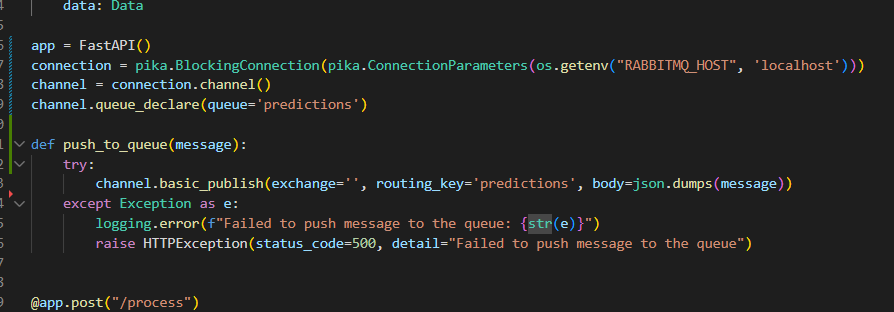 data: Data
app = FastAPI()
connection = pika.BlockingConnection(pika.ConnectionParameters(os.getenv("RABBITMQ_HOST", 'localhost')))
channel = connection.channel()
channel.queue_declare(queue='predictions')
def push_to_queue(message):
try:
channel.basic_publish(exchange='', routing_key='predictions', body=json.dumps(message))
except Exception as e:
logging.error(f"Failed to push message to the queue: {str(e)}")
raise HTTPException(status_code=500, detail="Failed to push message to the queue")
@app.post("/process")